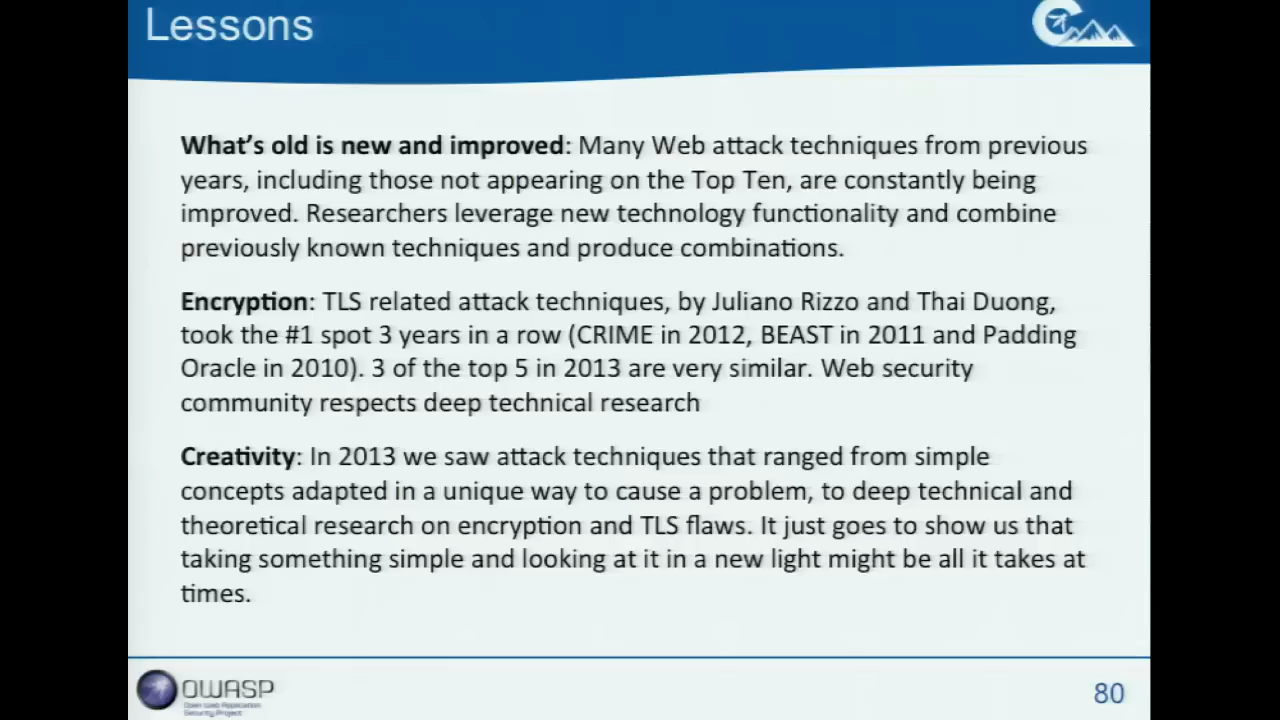 Lessons
What's old is new and improved: Many Web attack techniques from previous
years, including those not appearing on the Top Ten, are constantly being
improved. Researchers leverage new technology functionality and combine
previously known techniques and produce combinations.
Encryption: TLS related attack techniques, by Juliano Rizzo and Thai Duong,
took the #1 spot 3 years in a row (CRIME in 2012, BEAST in 2011 and Padding
Oracle in 2010). 3 of the top 5 in 2013 are very similar. Web security
community respects deep technical research
Creativity: In 2013 we saw attack techniques that ranged from simple
concepts adapted in a unique way to cause a problem, to deep technical and
theoretical research on encryption and TLS flaws. It just goes to show us that
taking something simple and looking at it in a new light might be all it takes at
times.
OWASP
Open Web Application
Security Project
80